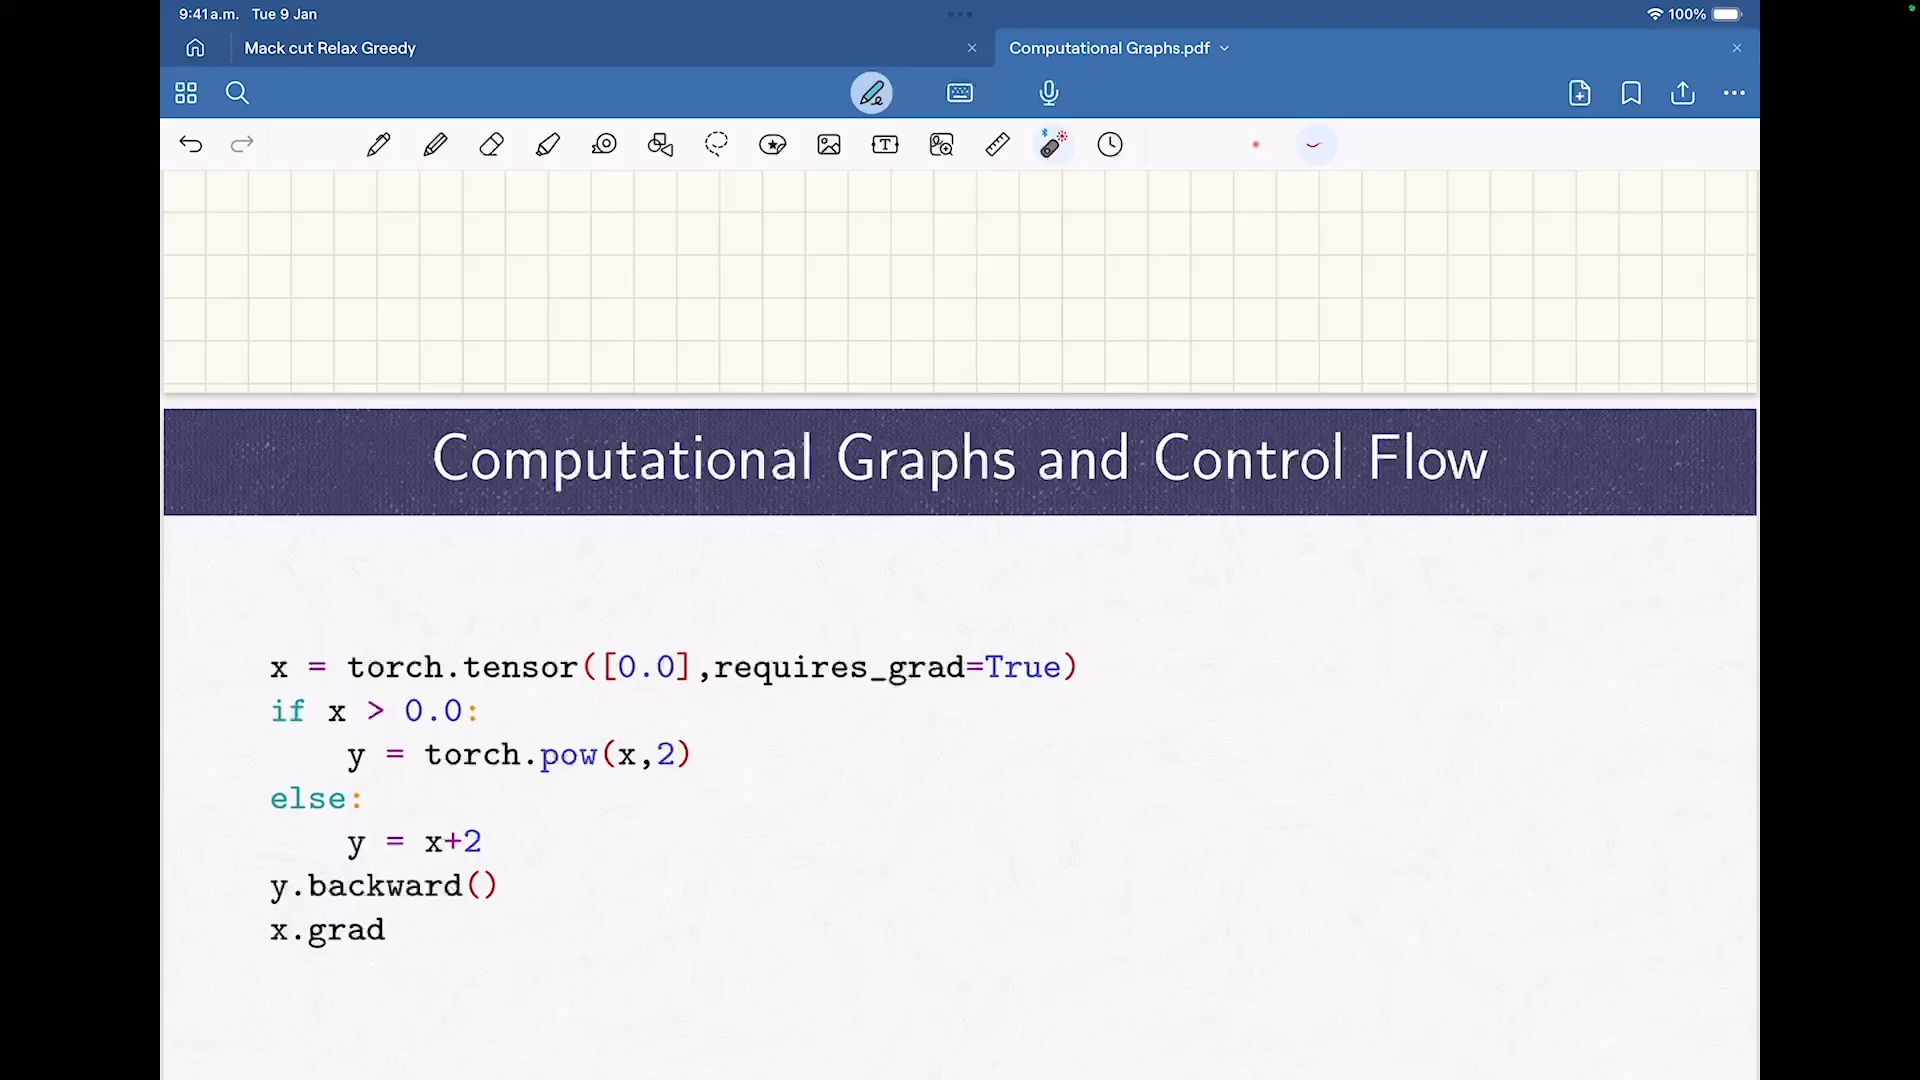 9:41 a.m. Tue 9 Jan
100%
Mack cut Relax Greedy
Computational Graphs.pdf
Computational Graphs and Control Flow
x = torch.tensor([0.0],requires_grad=True)
if x > 0.0:
    y = torch.pow(x,2)
else:
    y = x+2
y.backward()
x.grad